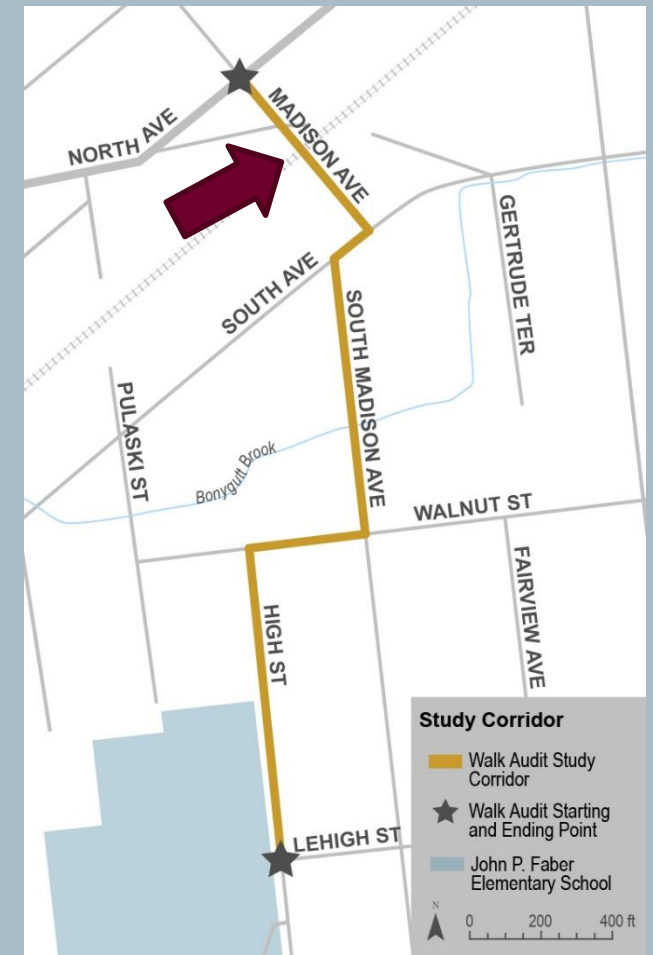 NORTH AVE
MADISON AVE
SOUTH AVE
GERTRUDE TER
SOUTH MADISON AVE
PULASKI ST
Bonygutt Brook
WALNUT ST
FAIRVIEW AVE
HIGH ST
LEHIGH ST
Study Corridor
Walk Audit Study
Corridor
Walk Audit Starting
and Ending Point
John P. Faber
Elementary School
N
0 200 400 ft